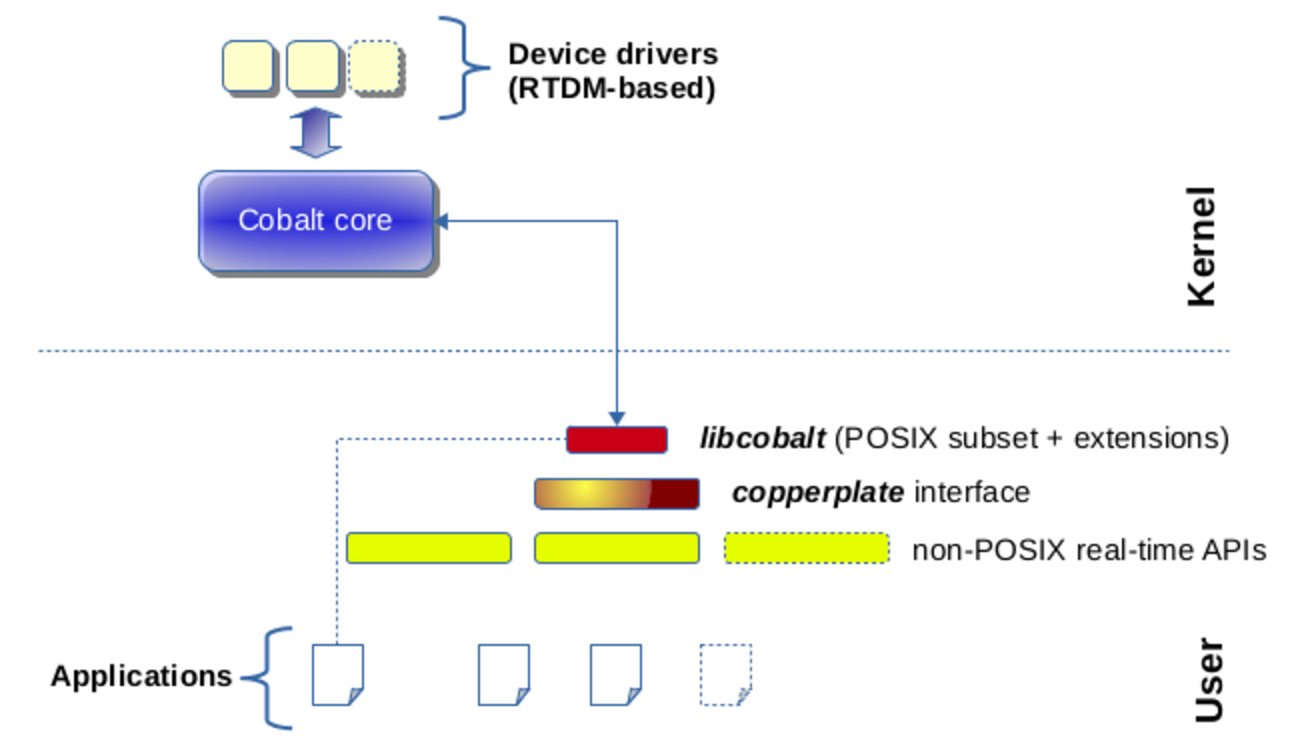 Device drivers
(RTDM-based)
Cobalt core
Kernel
libcobalt (POSIX subset + extensions)
copperplate interface
non-POSIX real-time APIs
Applications
User